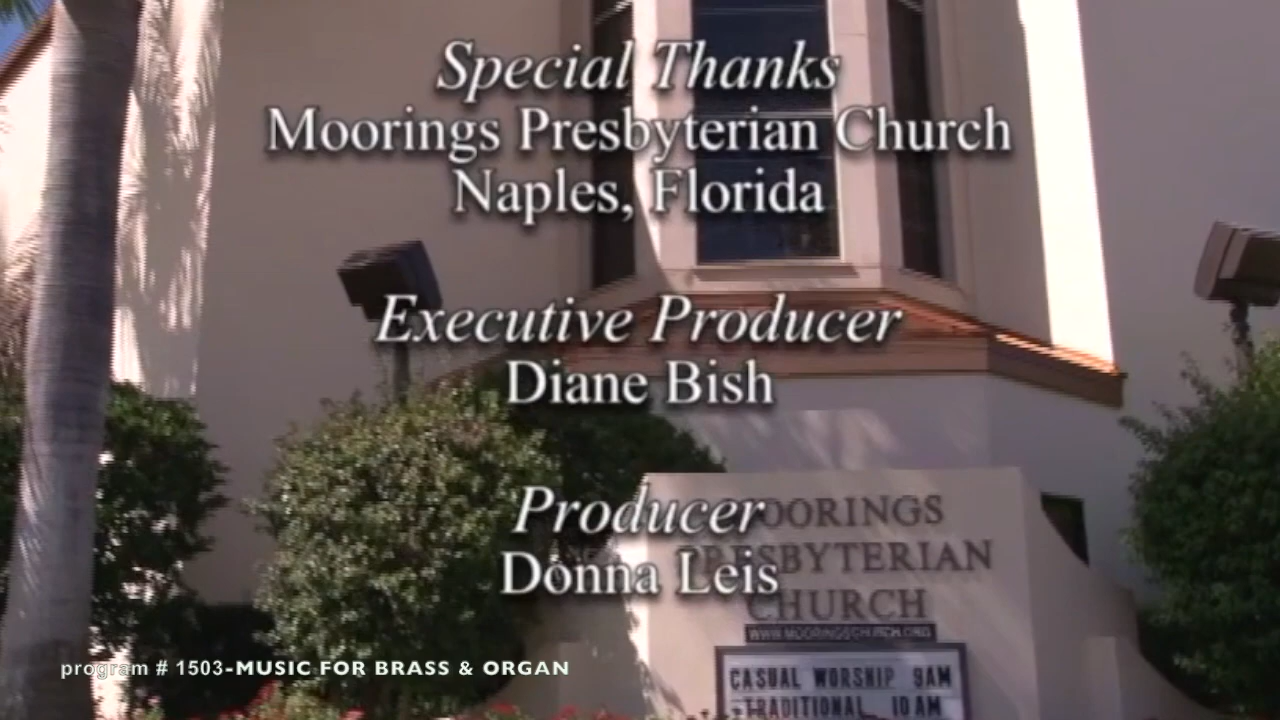 Special Thanks
Moorings Presbyterian Church
Naples, Florida
Executive Producer
Diane Bish
Producer
Donna Leis
MOORINGS
PRESBYTERIAN
CHURCH
WWW.MOORINGSCHURCH.ORG
CASUAL WORSHIP 9AM
TRADITIONAL 10AM
program # 1503-MUSIC FOR BRASS & ORGAN